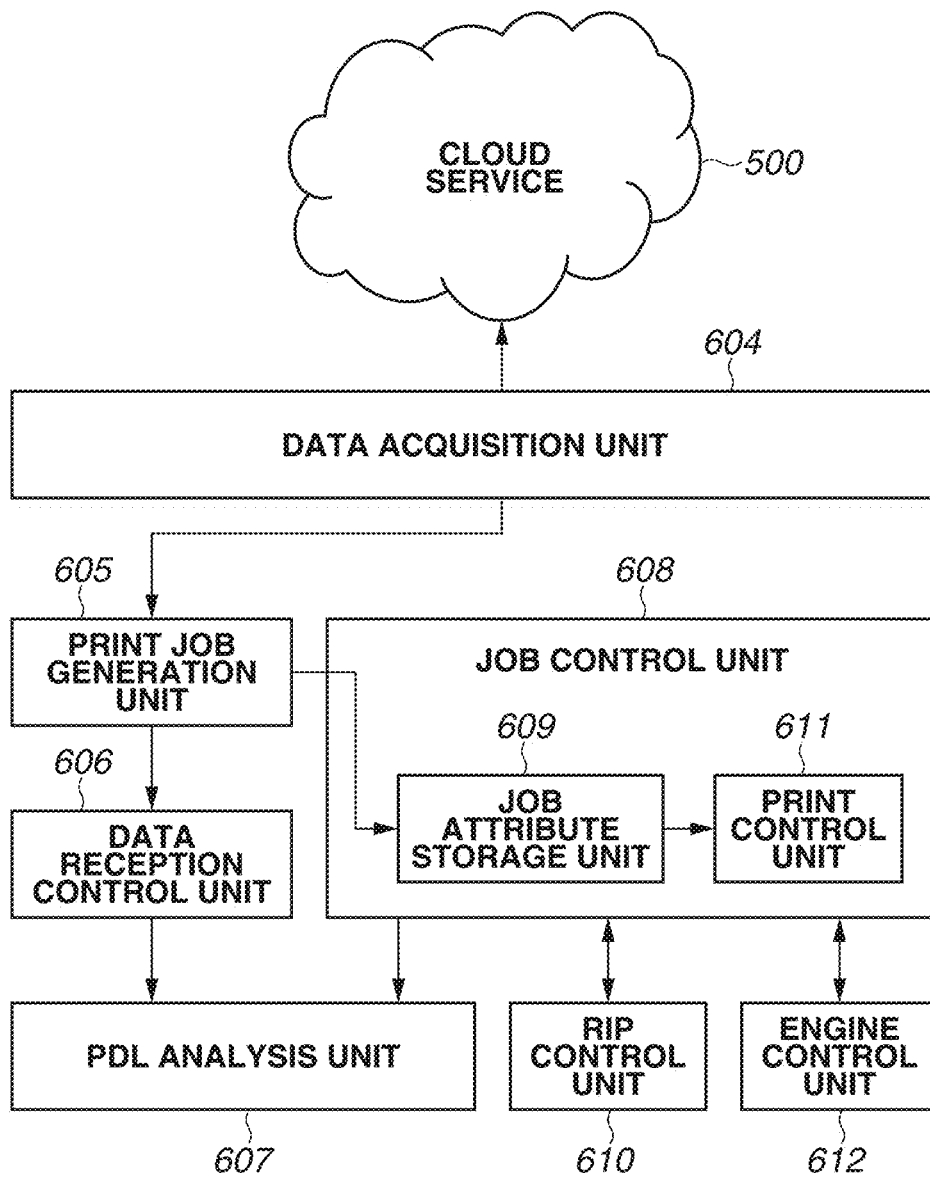 CLOUD
SERVICE
500
604
DATA ACQUISITION UNIT
605
PRINT JOB
GENERATION
UNIT
608
JOB CONTROL UNIT
606
DATA
RECEPTION
CONTROL UNIT
609
JOB
ATTRIBUTE
STORAGE UNIT
611
PRINT
CONTROL
UNIT
PDL ANALYSIS UNIT
RIP
CONTROL
UNIT
ENGINE
CONTROL
UNIT
607
610
612